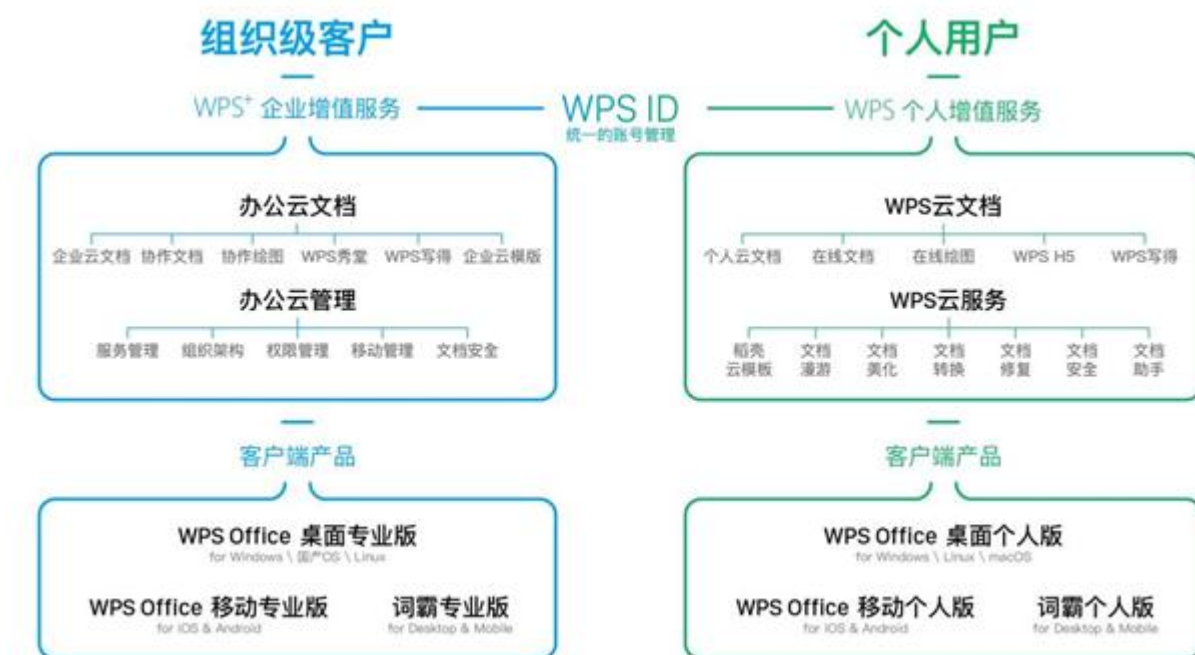 组织级客户
WPS+ 企业增值服务
办公云文档
企业云文档 协作文档 协作绘图 WPS秀堂 WPS写得 企业云模版
办公云管理
服务管理 组织架构 权限管理 移动管理 文档安全
客户端产品
WPS Office 桌面专业版
for Windows \ 国产OS \ Linux
WPS Office 移动专业版 词霸专业版
for iOS & Android for Desktop & Mobile
WPS ID
统一的账号管理
个人用户
WPS 个人增值服务
WPS云文档
个人云文档 在线文档 在线绘图 WPS H5 WPS写得
WPS云服务
稻壳 文档 文档 文档 文档 文档 文档
云模板 漫游 美化 转换 修复 安全 助手
客户端产品
WPS Office 桌面个人版
for Windows \ Linux \ macOS
WPS Office 移动个人版 词霸个人版
for iOS & Android for Desktop & Mobile